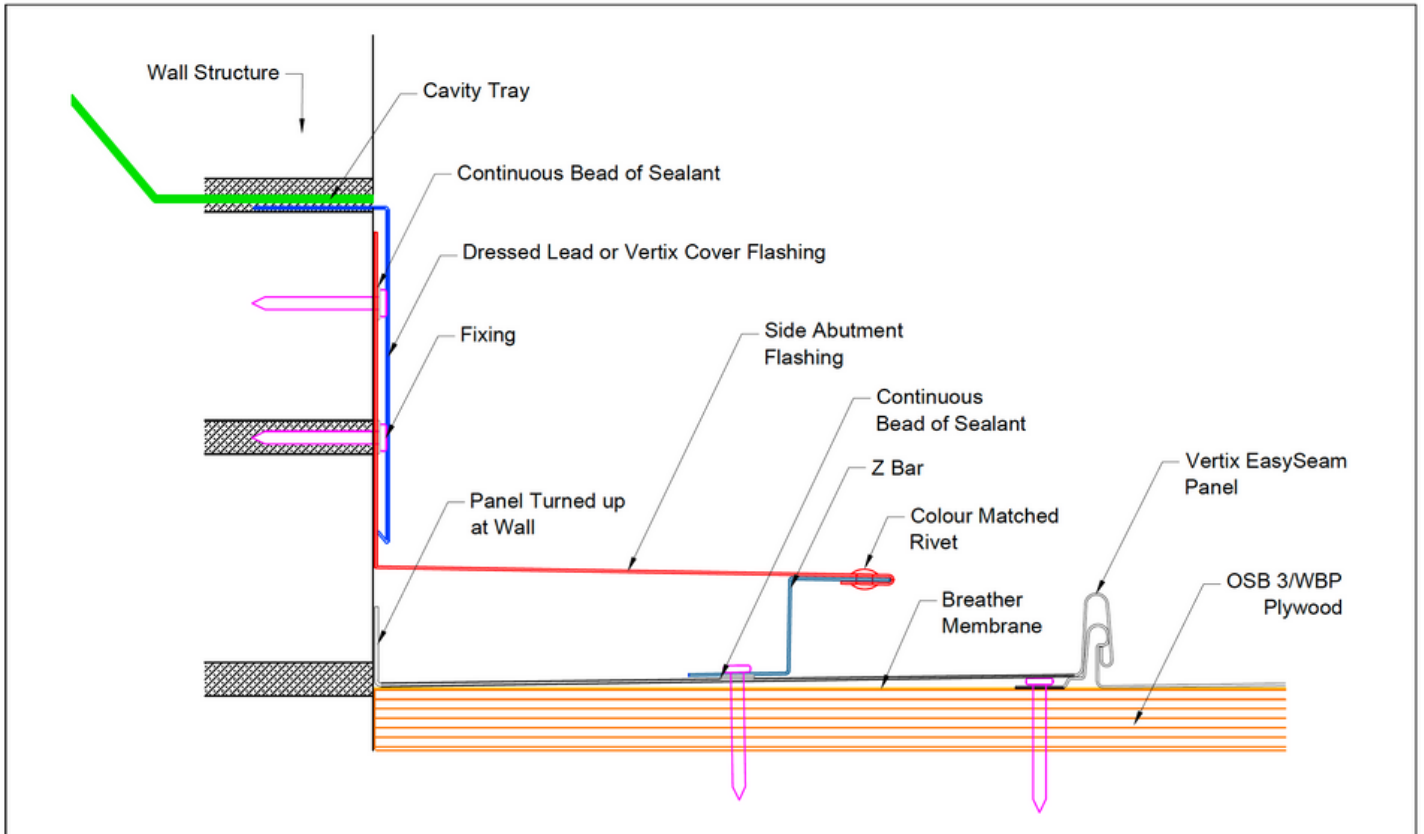 Wall Structure
Cavity Tray
Continuous Bead of Sealant
Dressed Lead or Vertix Cover Flashing
Fixing
Side Abutment
Flashing
Continuous
Bead of Sealant
Z Bar
Vertix EasySeam
Panel
Panel Turned up
at Wall
Colour Matched
Rivet
OSB 3/WBP
Plywood
Breather
Membrane